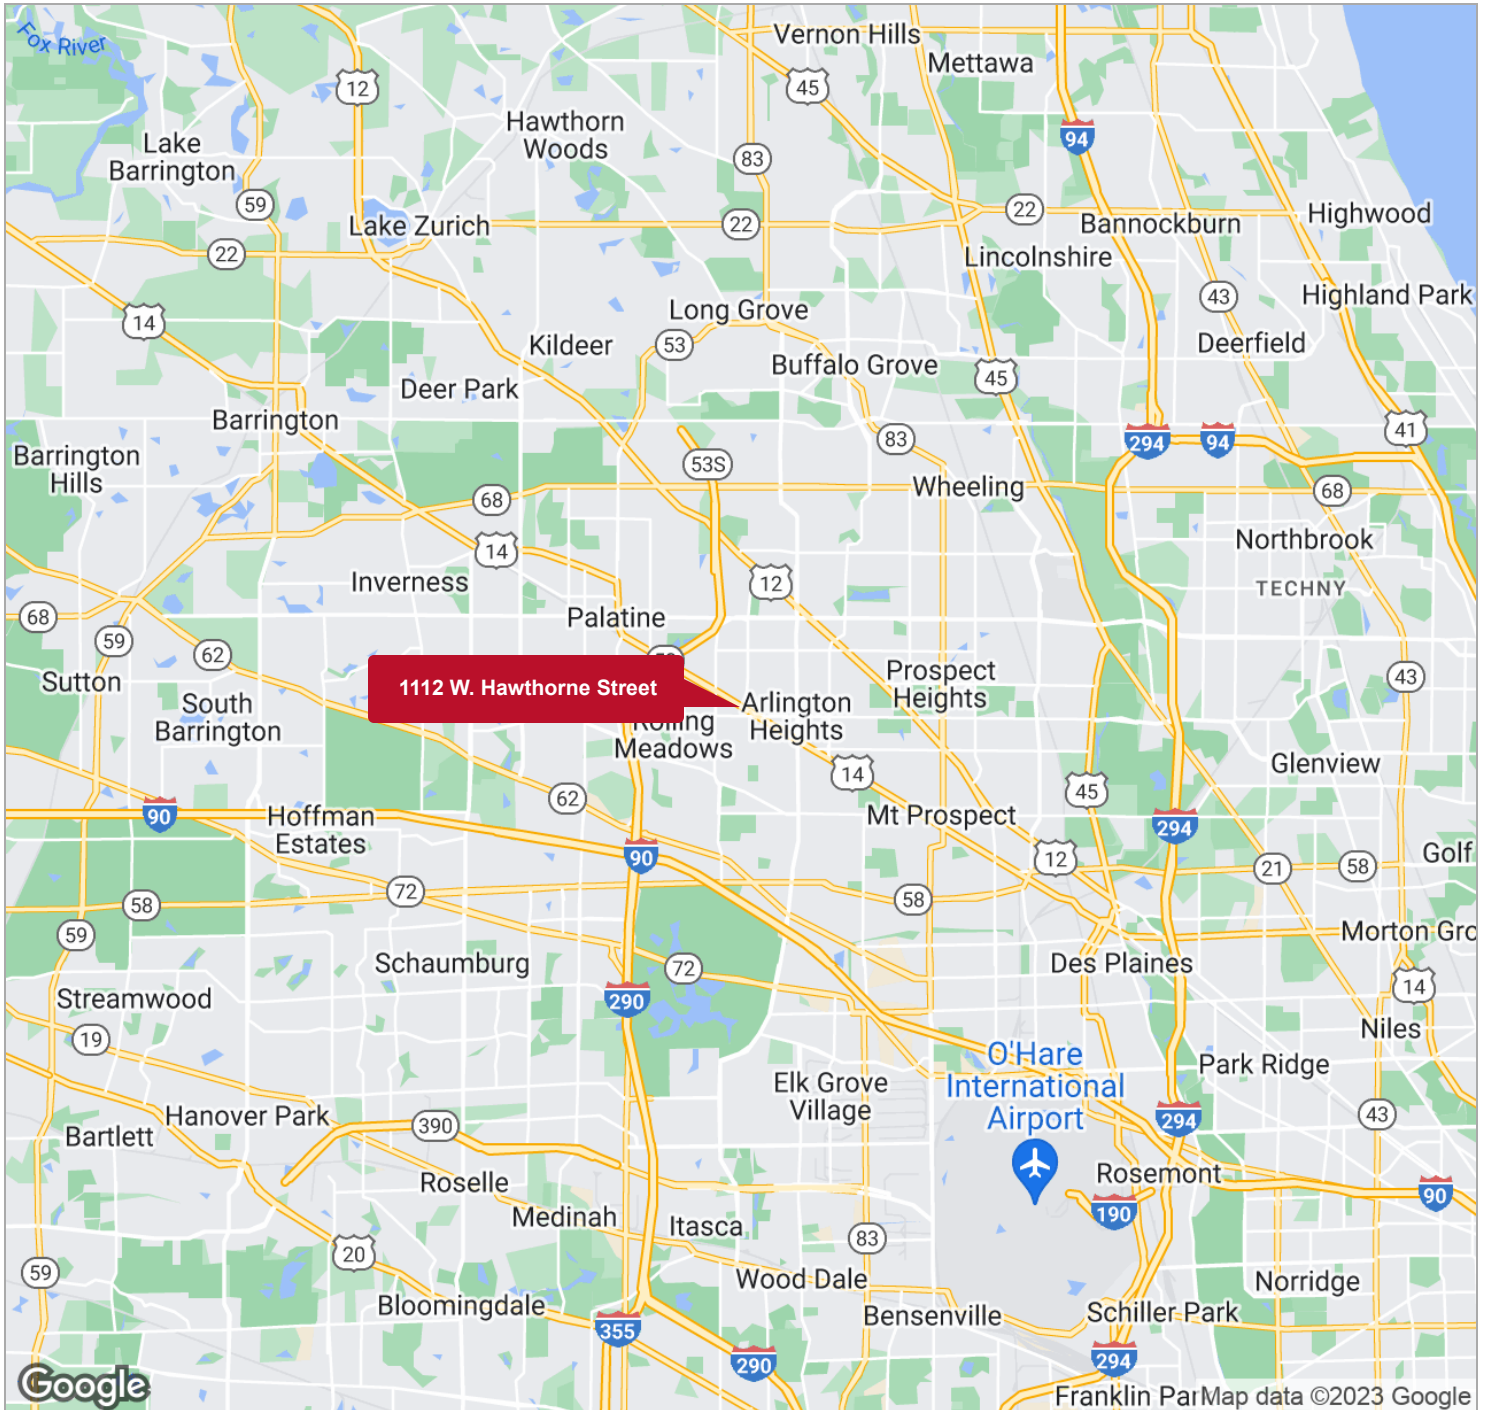 Fox River
Vernon Hills
Mettawa
12
45
Hawthorn
Woods
94
Lake
Barrington
83
59
22
Highwood
Lake Zurich
22
Bannockburn
22
Lincolnshire
43
Highland Park
Long Grove
14
53
Kildeer
Deerfield
Buffalo Grove
45
Deer Park
Barrington
41
83
294
94
Barrington
Hills
53S
68
Wheeling
68
Northbrook
14
12
Inverness
TECHNY
68
Palatine
59
62
Prospect
Heights
43
Sutton
1112 W. Hawthorne Street
South
Barrington
Arlington
Heights
Rolling
Meadows
14
Glenview
45
62
90
Hoffman
Estates
Mt Prospect
294
90
12
Golf
21
58
72
58
58
59
Morton Gro
Schaumburg
72
Des Plaines
14
Streamwood
290
19
Niles
O'Hare
International
Airport
Park Ridge
Elk Grove
Village
Hanover Park
390
294
43
Bartlett
Rosemont
Roselle
90
190
Medinah
Itasca
83
20
59
Wood Dale
Norridge
Bloomingdale
Bensenville
Schiller Park
355
290
294
Google
Franklin Par
Map data ©2023 Google